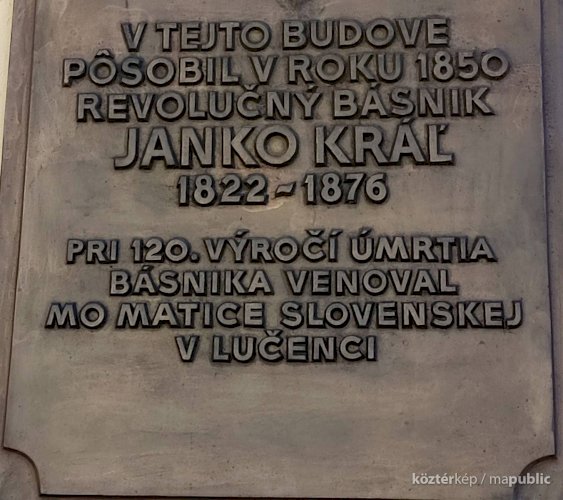 V TEJTO BUDOVE
PÔSOBIL V ROKU 1850
REVOLUČNÝ BÁSNIK
JANKO KRÁĽ
1822 - 1876
PRI 120. VÝROČÍ ÚMRTIA
BÁSNIKA VENOVAL
MO MATICE SLOVENSKEJ
V LUČENCI
köztérkép / mapublic